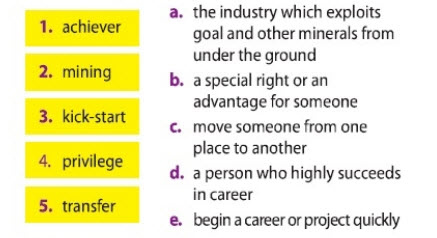 1. achiever
2. mining
3. kick-start
4. privilege
5. transfer
a. the industry which exploits
goal and other minerals from
under the ground
b. a special right or an
advantage for someone
c. move someone from one
place to another
d. a person who highly succeeds
in career
e. begin a career or project quickly